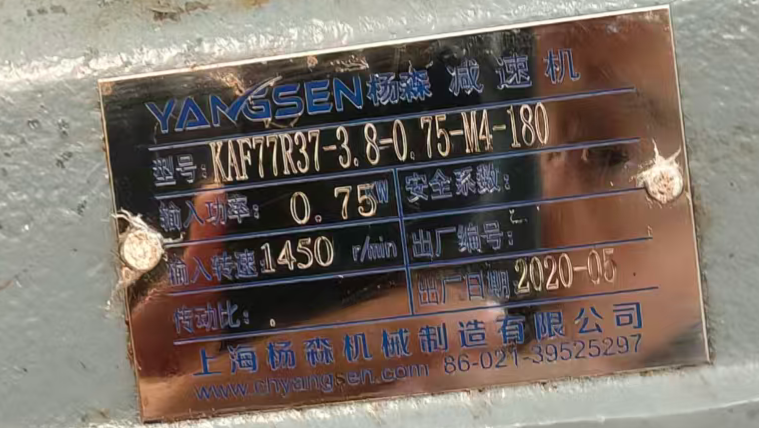 YANGSEN 杨森 减速机
型号: KAF77R37-3.8-0.75-M4-180
输入功率: 0.75KW 安全系数:
输入转速: 1450 r/min 出厂编号:
传动比: 出厂日期: 2020-05
上海杨森机械制造有限公司
www.chyangsen.com 86-021-39525297